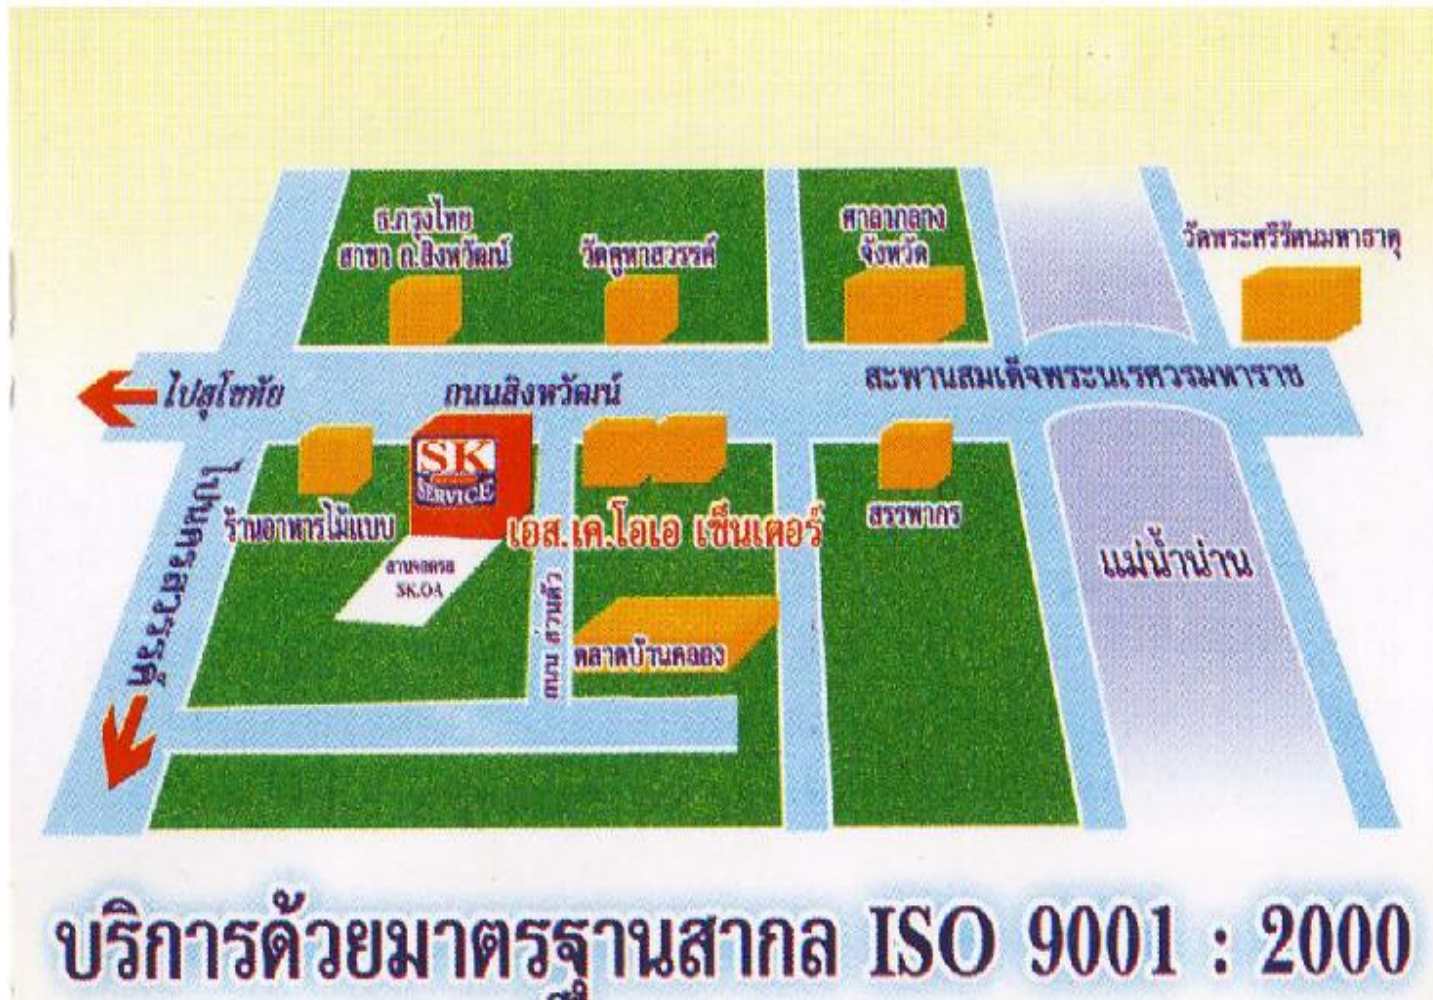 ธ.กรุงไทย
สาขา ถ.สิงหวัฒน์
วัดคูหาสวรรค์
ศาลากลาง
จังหวัด
วัดพระศรีรัตนมหาธาตุ
ไปสุโขทัย
ถนนสิงหวัฒน์
สะพานสมเด็จพระนเรศวรมหาราช
SK
SERVICE
ไปนครสวรรค์
ร้านอาหารไม้แบบ
เอส.เค.โอเอ เซ็นเตอร์
สรรพากร
ลานจอดรถ
SK.OA
แม่น้ำน่าน
ถนน ส่วนตัว
ตลาดบ้านคลอง
บริการด้วยมาตรฐานสากล ISO 9001 : 2000